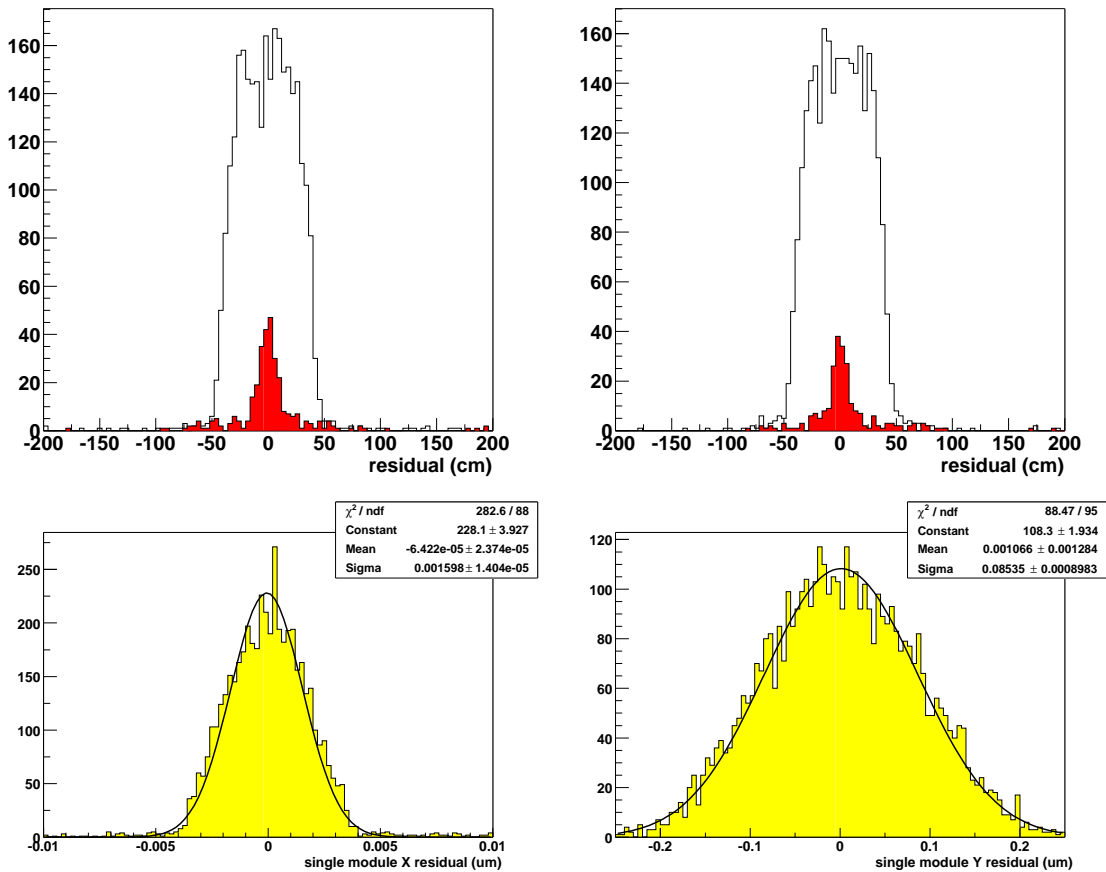 160
140
120
100
80
60
40
20
0
-200 -150 -100 -50 0 50 100 150 200
residual (cm)
160
140
120
100
80
60
40
20
0
-200 -150 -100 -50 0 50 100 150 200
residual (cm)
χ² / ndf 282.6 / 88
Constant 228.1 ± 3.927
Mean -6.422e-05 ± 2.374e-05
Sigma 0.001598 ± 1.404e-05
250
200
150
100
50
0
-0.01 -0.005 0 0.005 0.01
single module X residual (um)
χ² / ndf 88.47 / 95
Constant 108.3 ± 1.934
Mean 0.001066 ± 0.001284
Sigma 0.08535 ± 0.0008983
120
100
80
60
40
20
0
-0.2 -0.1 0 0.1 0.2
single module Y residual (um)